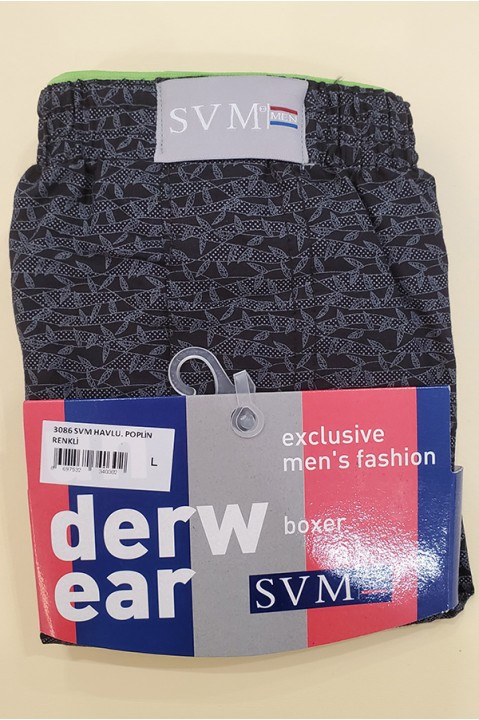 SVM MEN
3086 SVM HAVLU. POPLİN
RENKLİ
L
exclusive
men's fashion
derw
ear
boxer
SVM